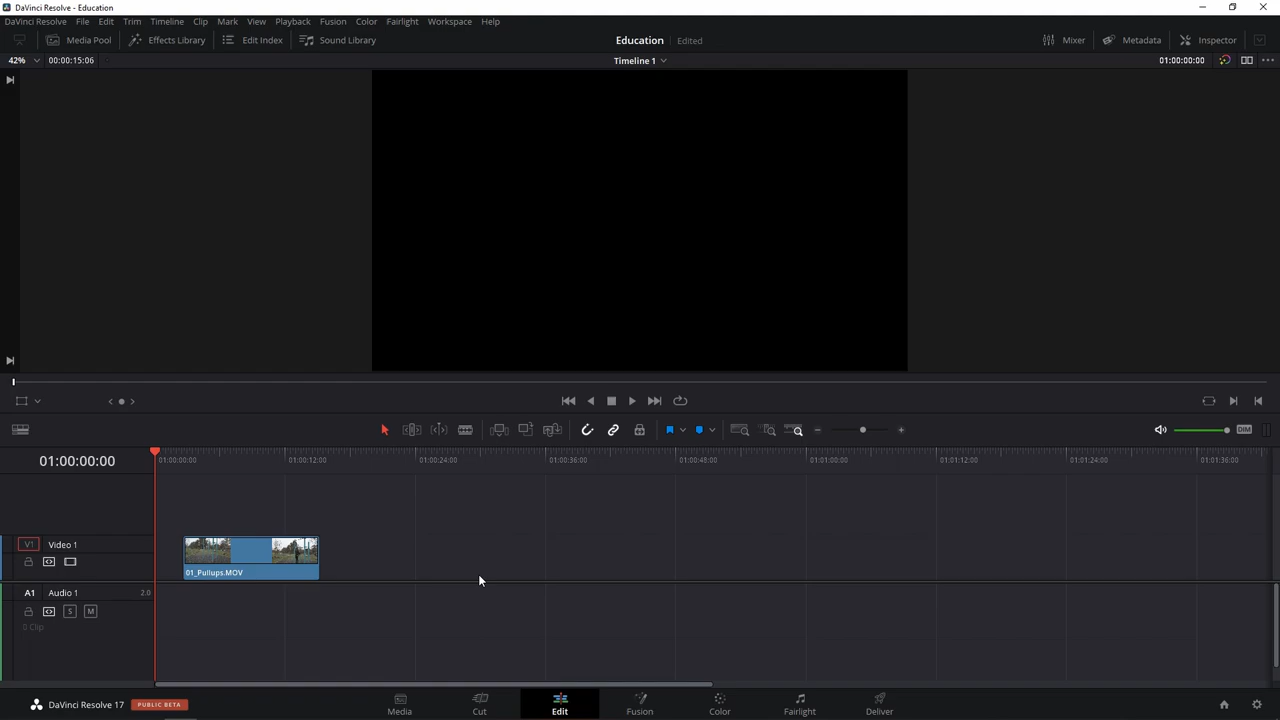 DaVinci Resolve - Education
DaVinci Resolve File Edit Trim Timeline Clip Mark View Playback Fusion Color Fairlight Workspace Help
Media Pool Effects Library Edit Index Sound Library Education Edited Mixer Metadata Inspector
42% 00:00:15:06 Timeline 1 01:00:00:00
DIM
01:00:00:00 01:00:00:00 01:00:12:00 01:00:24:00 01:00:36:00 01:00:48:00 01:01:00:00 01:01:12:00 01:01:24:00 01:01:36:00
V1 Video 1
01_Pullups.MOV
A1 Audio 1 2.0
S M
0 Clip
DaVinci Resolve 17 PUBLIC BETA Media Cut Edit Fusion Color Fairlight Deliver